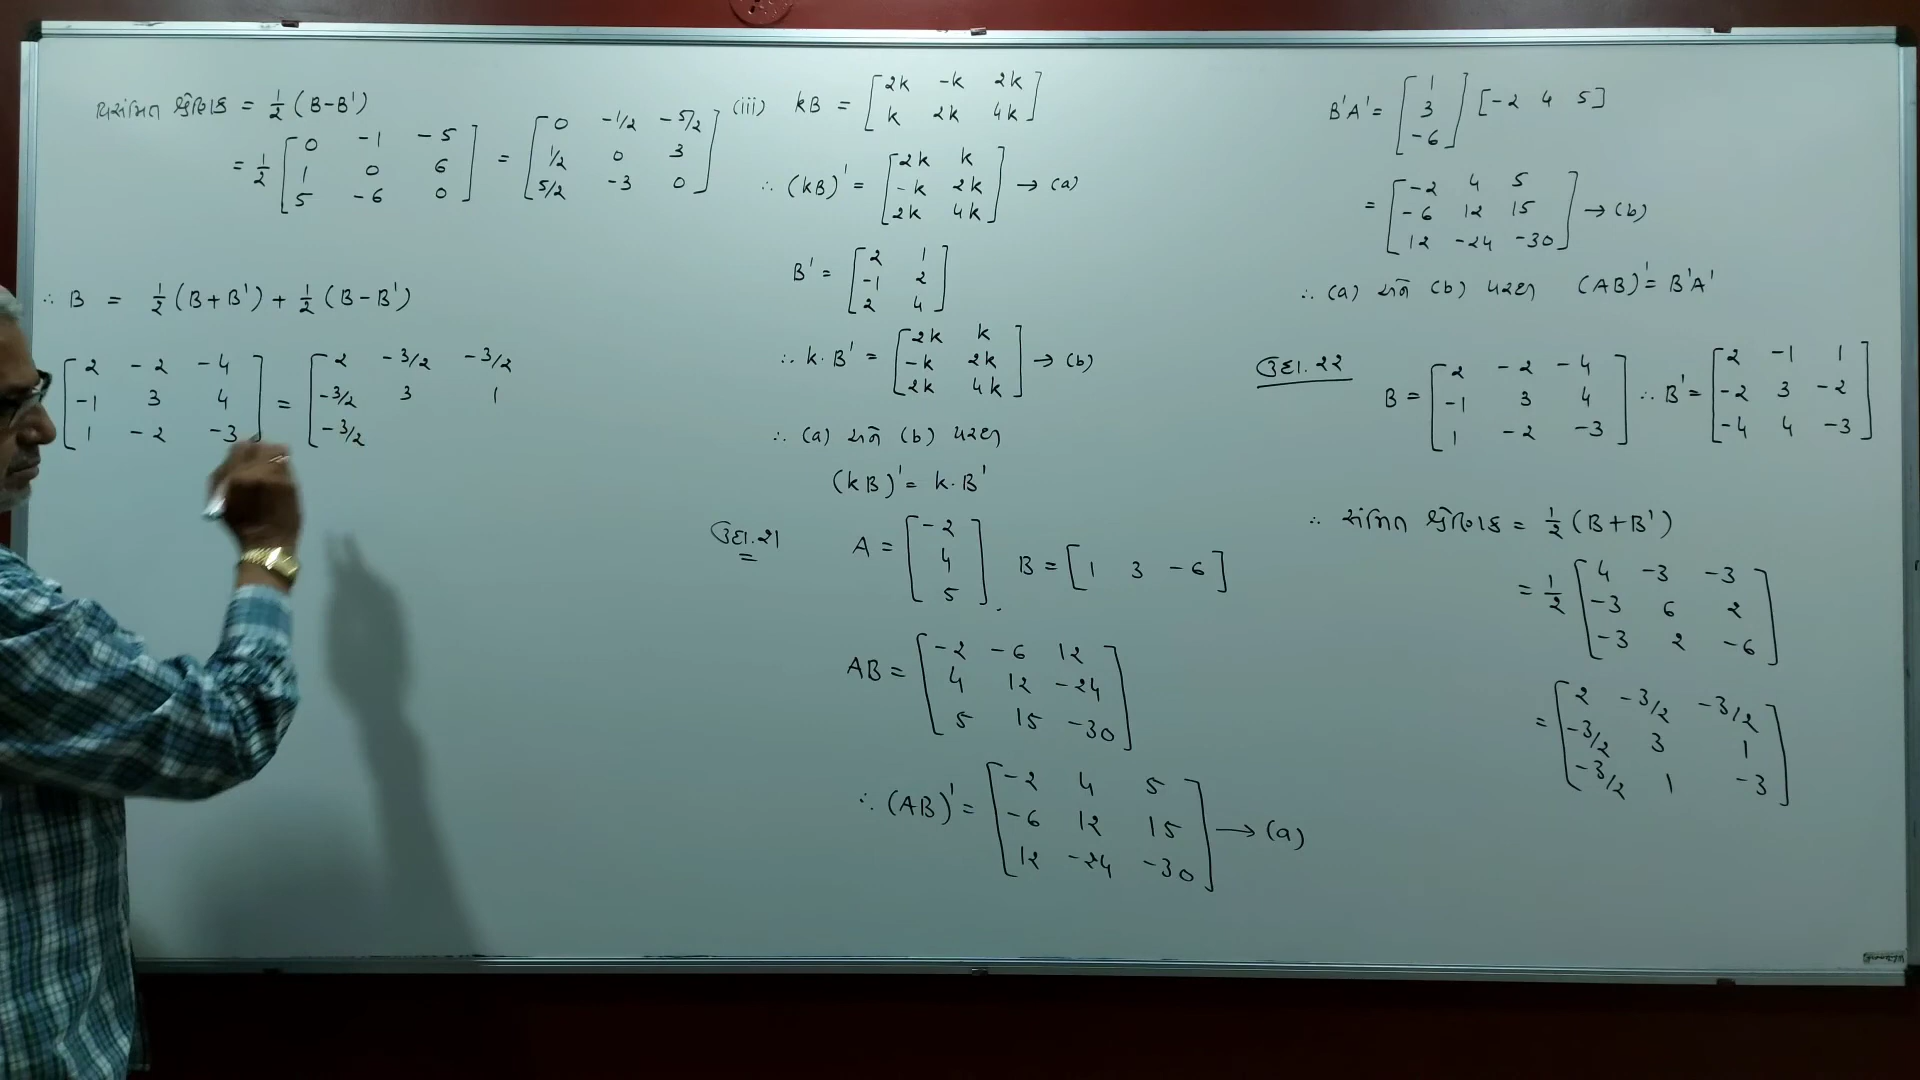 વિસંમિત શ્રેણિક = 1/2 (B-B')
= 1/2 [0 -1 -5
1 0 6
5 -6 0] = [0 -1/2 -5/2
1/2 0 3
5/2 -3 0]
∴ B = 1/2 (B+B') + 1/2 (B-B')
[2 -2 -4
-1 3 4
1 -2 -3] = [2 -3/2 -3/2
-3/2 3 1
-3/2
(iii) kB = [2k -k 2k
k 2k 4k]
∴ (kB)' = [2k k
-k 2k
2k 4k] → (a)
B' = [2 1
-1 2
2 4]
∴ k.B' = [2k k
-k 2k
2k 4k] → (b)
∴ (a) અને (b) પરથી
(kB)' = k.B'
ઉદા.૨૧ A = [-2
4
5]. B = [1 3 -6]
AB = [-2 -6 12
4 12 -24
5 15 -30]
∴ (AB)' = [-2 4 5
-6 12 15
12 -24 -30] → (a)
B'A' = [1
3
-6] [-2 4 5]
= [-2 4 5
-6 12 15
12 -24 -30] → (b)
∴ (a) અને (b) પરથી (AB)' = B'A'
ઉદા.૨૨ B = [2 -2 -4
-1 3 4
1 -2 -3] ∴ B' = [2 -1 1
-2 3 -2
-4 4 -3]
∴ સંમિત શ્રેણિક = 1/2 (B+B')
= 1/2 [4 -3 -3
-3 6 2
-3 2 -6]
= [2 -3/2 -3/2
-3/2 3 1
-3/2 1 -3]